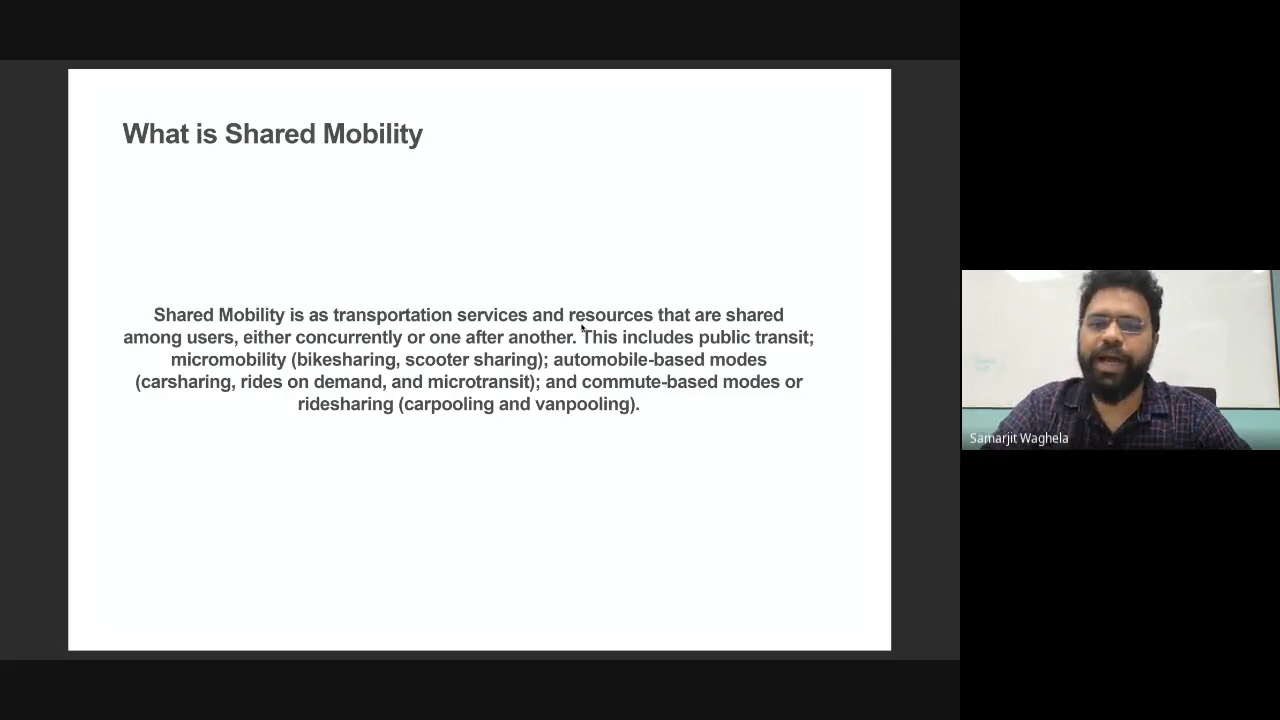 What is Shared Mobility
Shared Mobility is as transportation services and resources that are shared
among users, either concurrently or one after another. This includes public transit;
micromobility (bikesharing, scooter sharing); automobile-based modes
(carsharing, rides on demand, and microtransit); and commute-based modes or
ridesharing (carpooling and vanpooling).
Samarjit Waghela